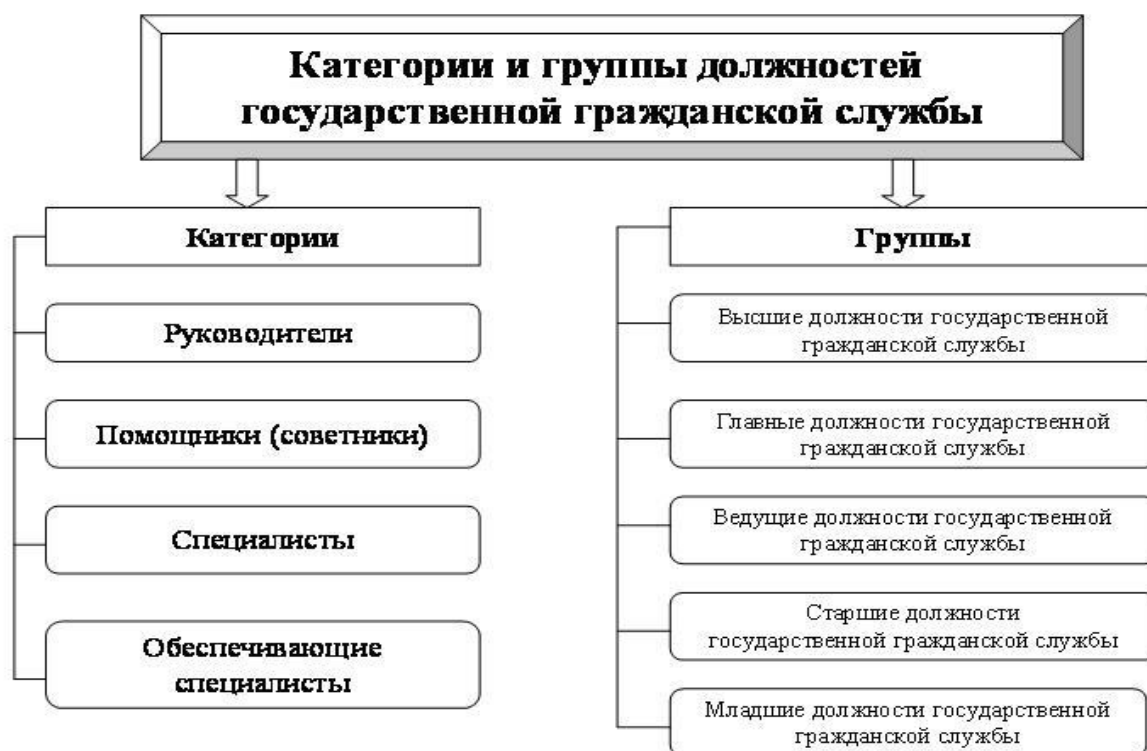 Категории и группы должностей
государственной гражданской службы
Категории
Руководители
Помощники (советники)
Специалисты
Обеспечивающие
специалисты
Группы
Высшие должности государственной
гражданской службы
Главные должности государственной
гражданской службы
Ведущие должности государственной
гражданской службы
Старшие должности
государственной гражданской службы
Младшие должности государственной
гражданской службы